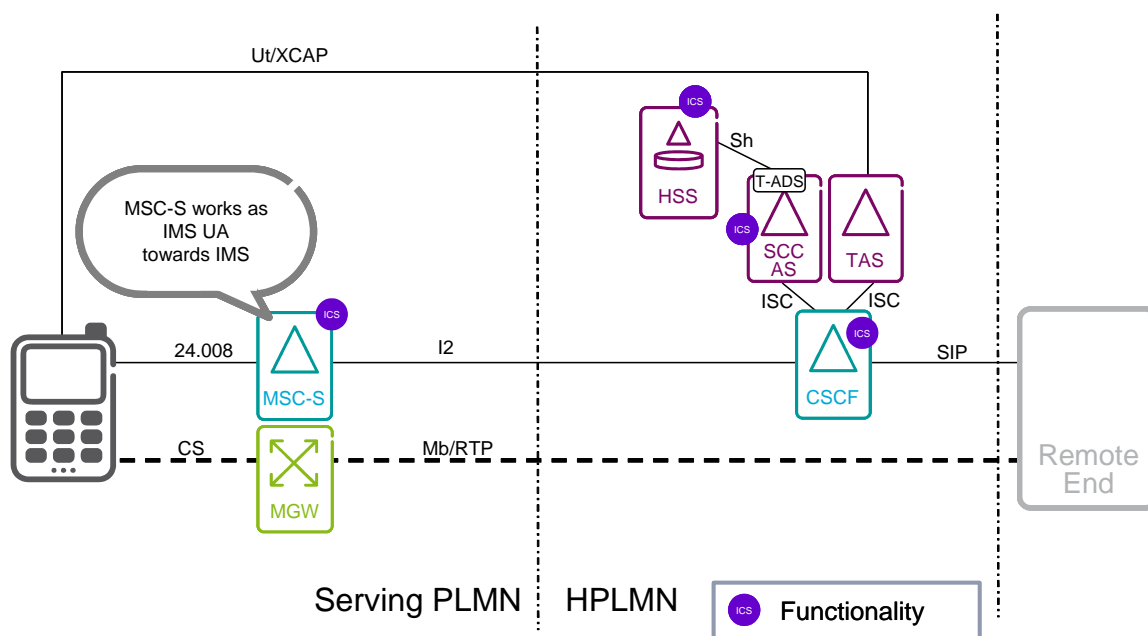 Ut/XCAP
ICS
Sh
T-ADS
HSS
MSC-S works as
IMS UA
towards IMS
ICS
SCC
AS
TAS
ISC
ISC
ICS
ICS
24.008
I2
SIP
MSC-S
CSCF
CS
Mb/RTP
Remote
End
MGW
Serving PLMN
HPLMN
ICS
Functionality